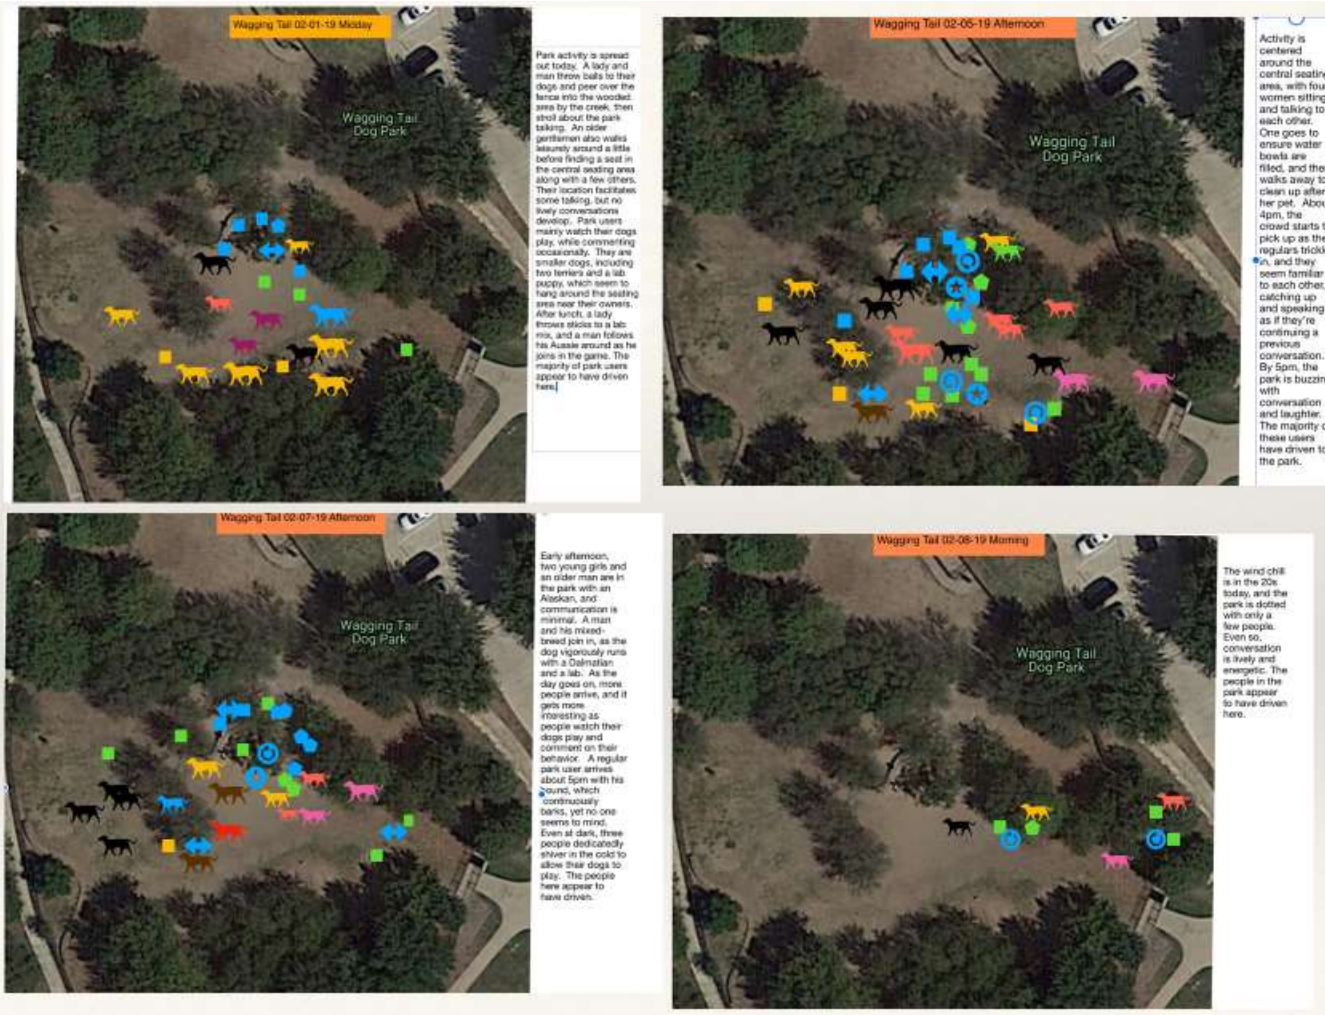 Wagging Tail 02-01-19 Midday
Wagging Tail
Dog Park
Park activity is spread
out today. A lady and
man throw balls to their
dogs and peer over the
fence into the wooded
area by the creek, then
stroll about the park
talking. An older
gentlemen also walks
leisurely around a little
before finding a seat in
the central seating area
along with a few others.
Their location facilitates
some talking, but no
lively conversations
develop. Park users
mainly watch their dogs
play, while commenting
occasionally. They are
smaller dogs, including
two terriers and a lab
puppy, which seem to
hang around the seating
area near their owners.
After lunch, a lady
throws sticks to a lab
mix, and a man follows
his Aussie around as he
joins in the game. The
majority of park users
appear to have driven
here.
Wagging Tail 02-05-19 Afternoon
Wagging Tail
Dog Park
Activity is
centered
around the
central seating
area, with four
women sitting
and talking to
each other.
One goes to
ensure water
bowls are
filled, and the
walks away to
clean up after
her pet. Abou
4pm, the
crowd starts t
pick up as the
regulars trickle
in, and they
seem familiar
to each other,
catching up
and speaking
as if they're
continuing a
previous
conversation.
By 5pm, the
park is buzzin
with
conversation
and laughter.
The majority o
these users
have driven to
the park.
Wagging Tail 02-07-19 Afternoon
Wagging Tail
Dog Park
Early afternoon,
two young girls and
an older man are in
the park with an
Alaskan, and
communication is
minimal. A man
and his mixed-
breed join in, as the
dog vigorously runs
with a Dalmatian
and a lab. As the
day goes on, more
people arrive, and it
gets more
interesting as
people watch their
dogs play and
comment on their
behavior. A regular
park user arrives
about 5pm with his
hound, which
continuously
barks, yet no one
seems to mind.
Even at dark, three
people dedicatedly
shiver in the cold to
allow their dogs to
play. The people
here appear to
have driven.
Wagging Tail 02-08-19 Morning
Wagging Tail
Dog Park
The wind chill
is in the 20s
today, and the
park is dotted
with only a
few people.
Even so,
conversation
is lively and
energetic. The
people in the
park appear
to have driven
here.